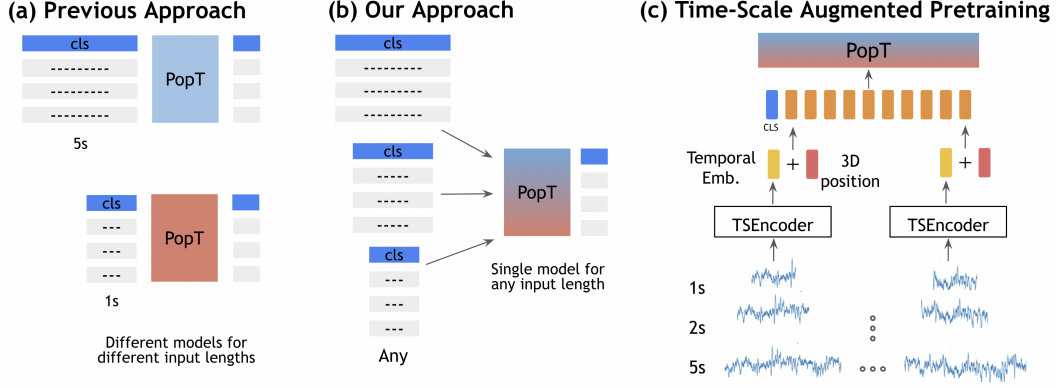 (a) Previous Approach
cls
---------
---------
---------
PopT
5s
cls
---
---
---
PopT
1s
Different models for
different input lengths
(b) Our Approach
cls
---------
---------
---------
cls
-----
-----
-----
cls
---
---
---
Any
PopT
Single model for
any input length
(c) Time-Scale Augmented Pretraining
PopT
CLS
Temporal
Emb.
+
3D
position
+
TSEncoder
TSEncoder
1s
2s
5s